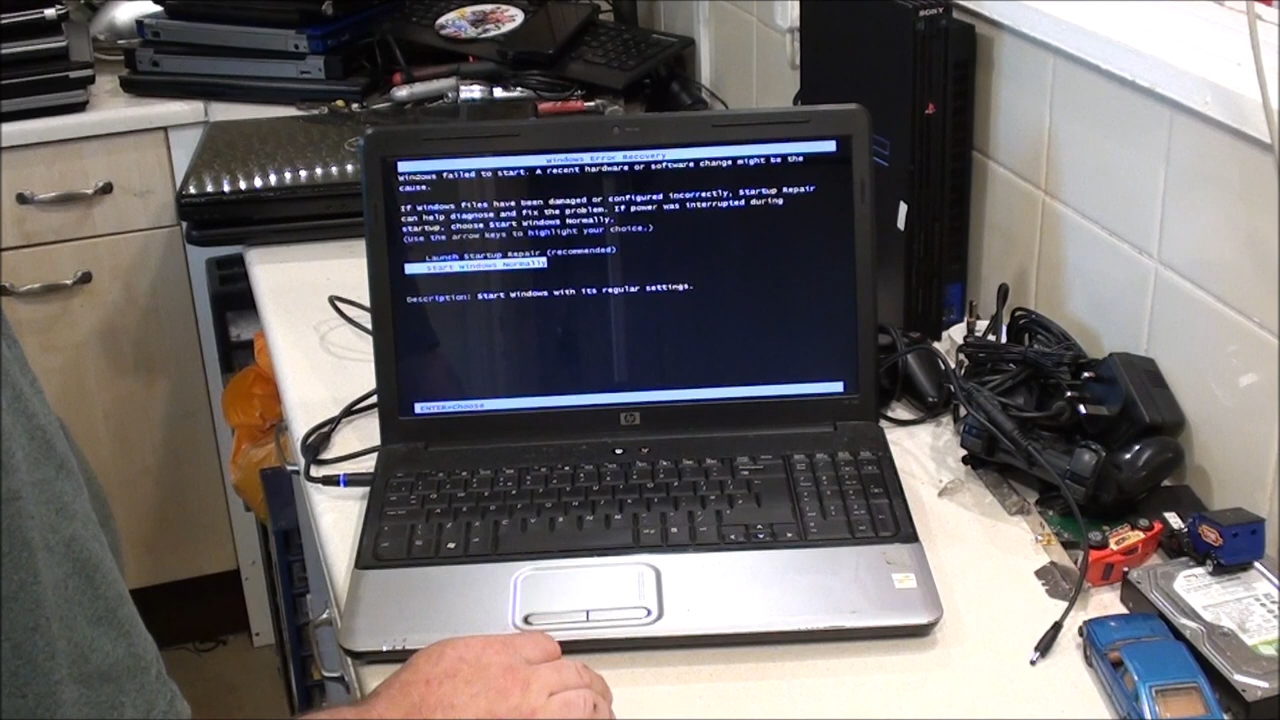 SONY
Windows Error Recovery
Windows failed to start. A recent hardware or software change might be the
cause.
If Windows files have been damaged or configured incorrectly, Startup Repair
can help diagnose and fix the problem. If power was interrupted during
startup, choose Start Windows Normally.
(Use the arrow keys to highlight your choice.)
Launch Startup Repair (recommended)
Start Windows Normally
Description: Start Windows with its regular settings.
ENTER=Choose
hp